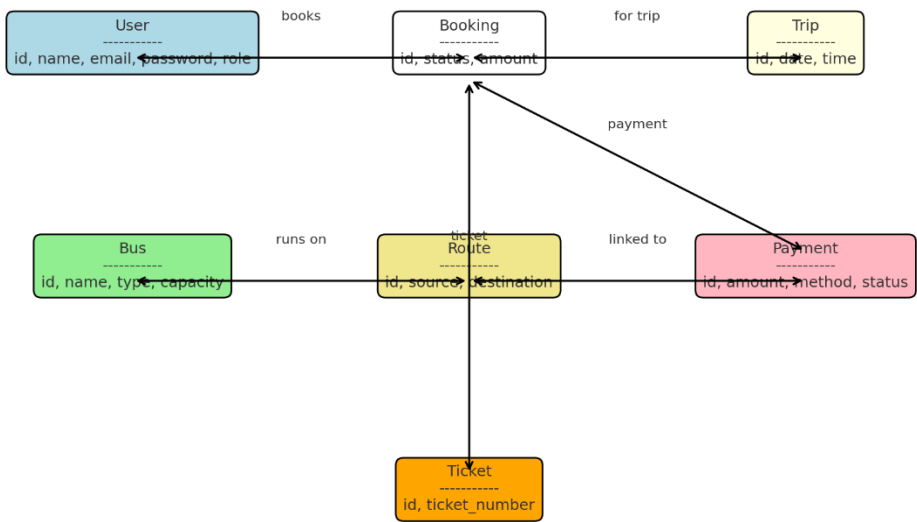 books
for trip
User
-----------
id, name, email, password, role
Booking
-----------
id, status, amount
Trip
-----------
id, date, time
payment
runs on
ticket
linked to
Bus
-----------
id, name, type, capacity
Route
-----------
id, source, destination
Payment
-----------
id, amount, method, status
Ticket
-----------
id, ticket_number